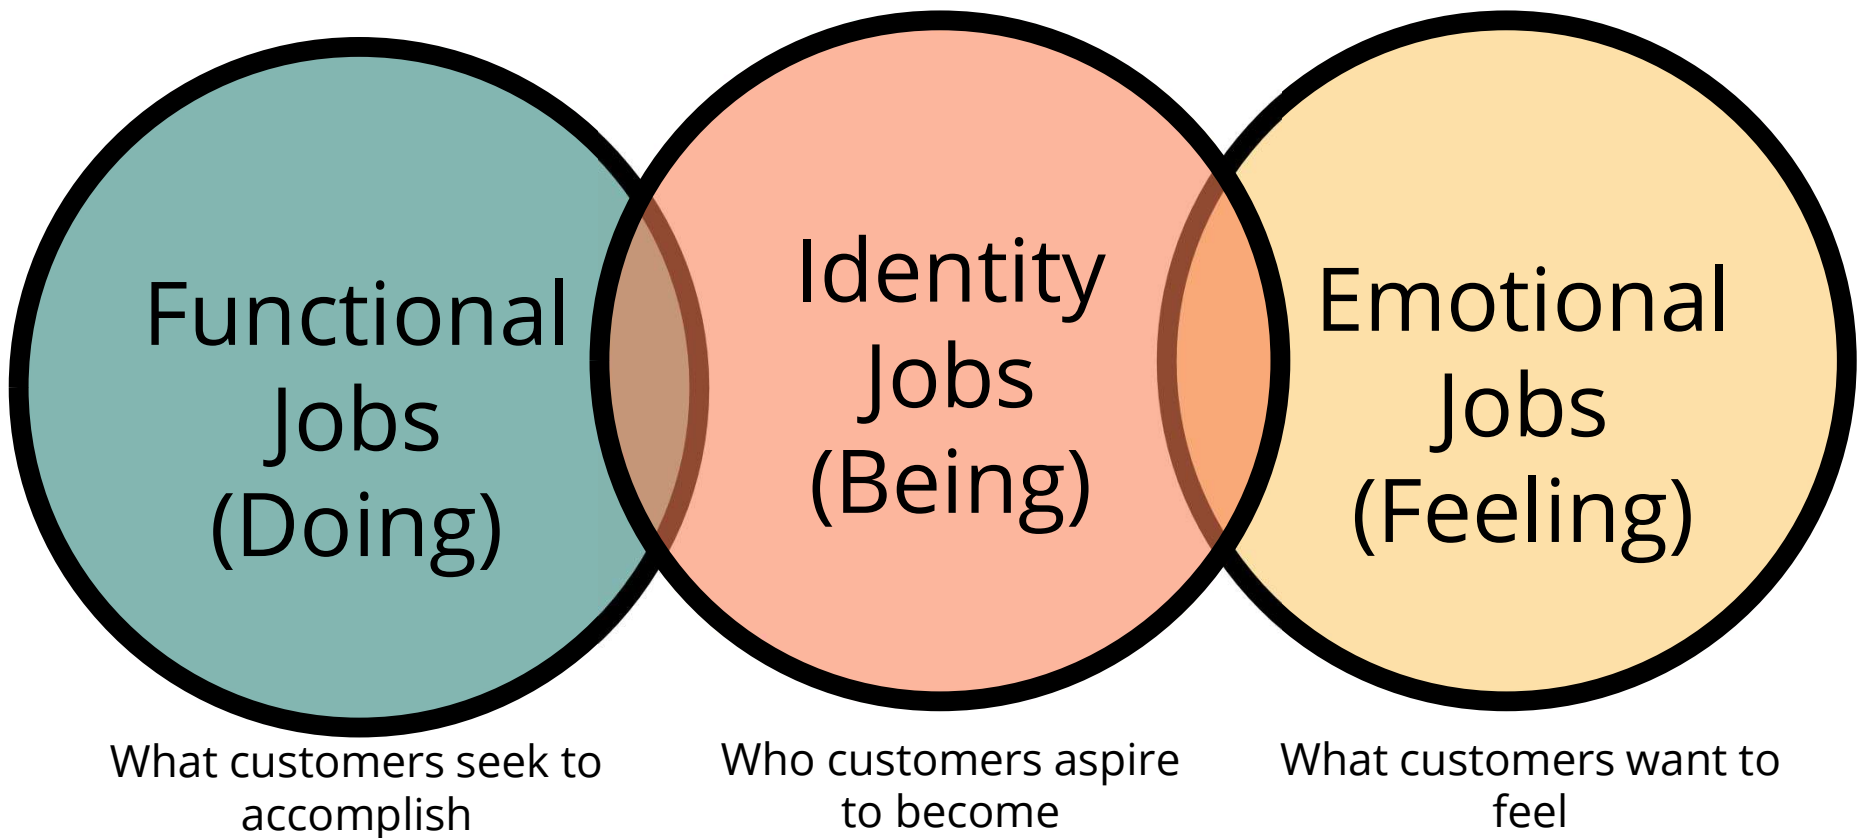 Functional
Jobs
(Doing)
Identity
Jobs
(Being)
Emotional
Jobs
(Feeling)
What customers seek to
accomplish
Who customers aspire
to become
What customers want to
feel